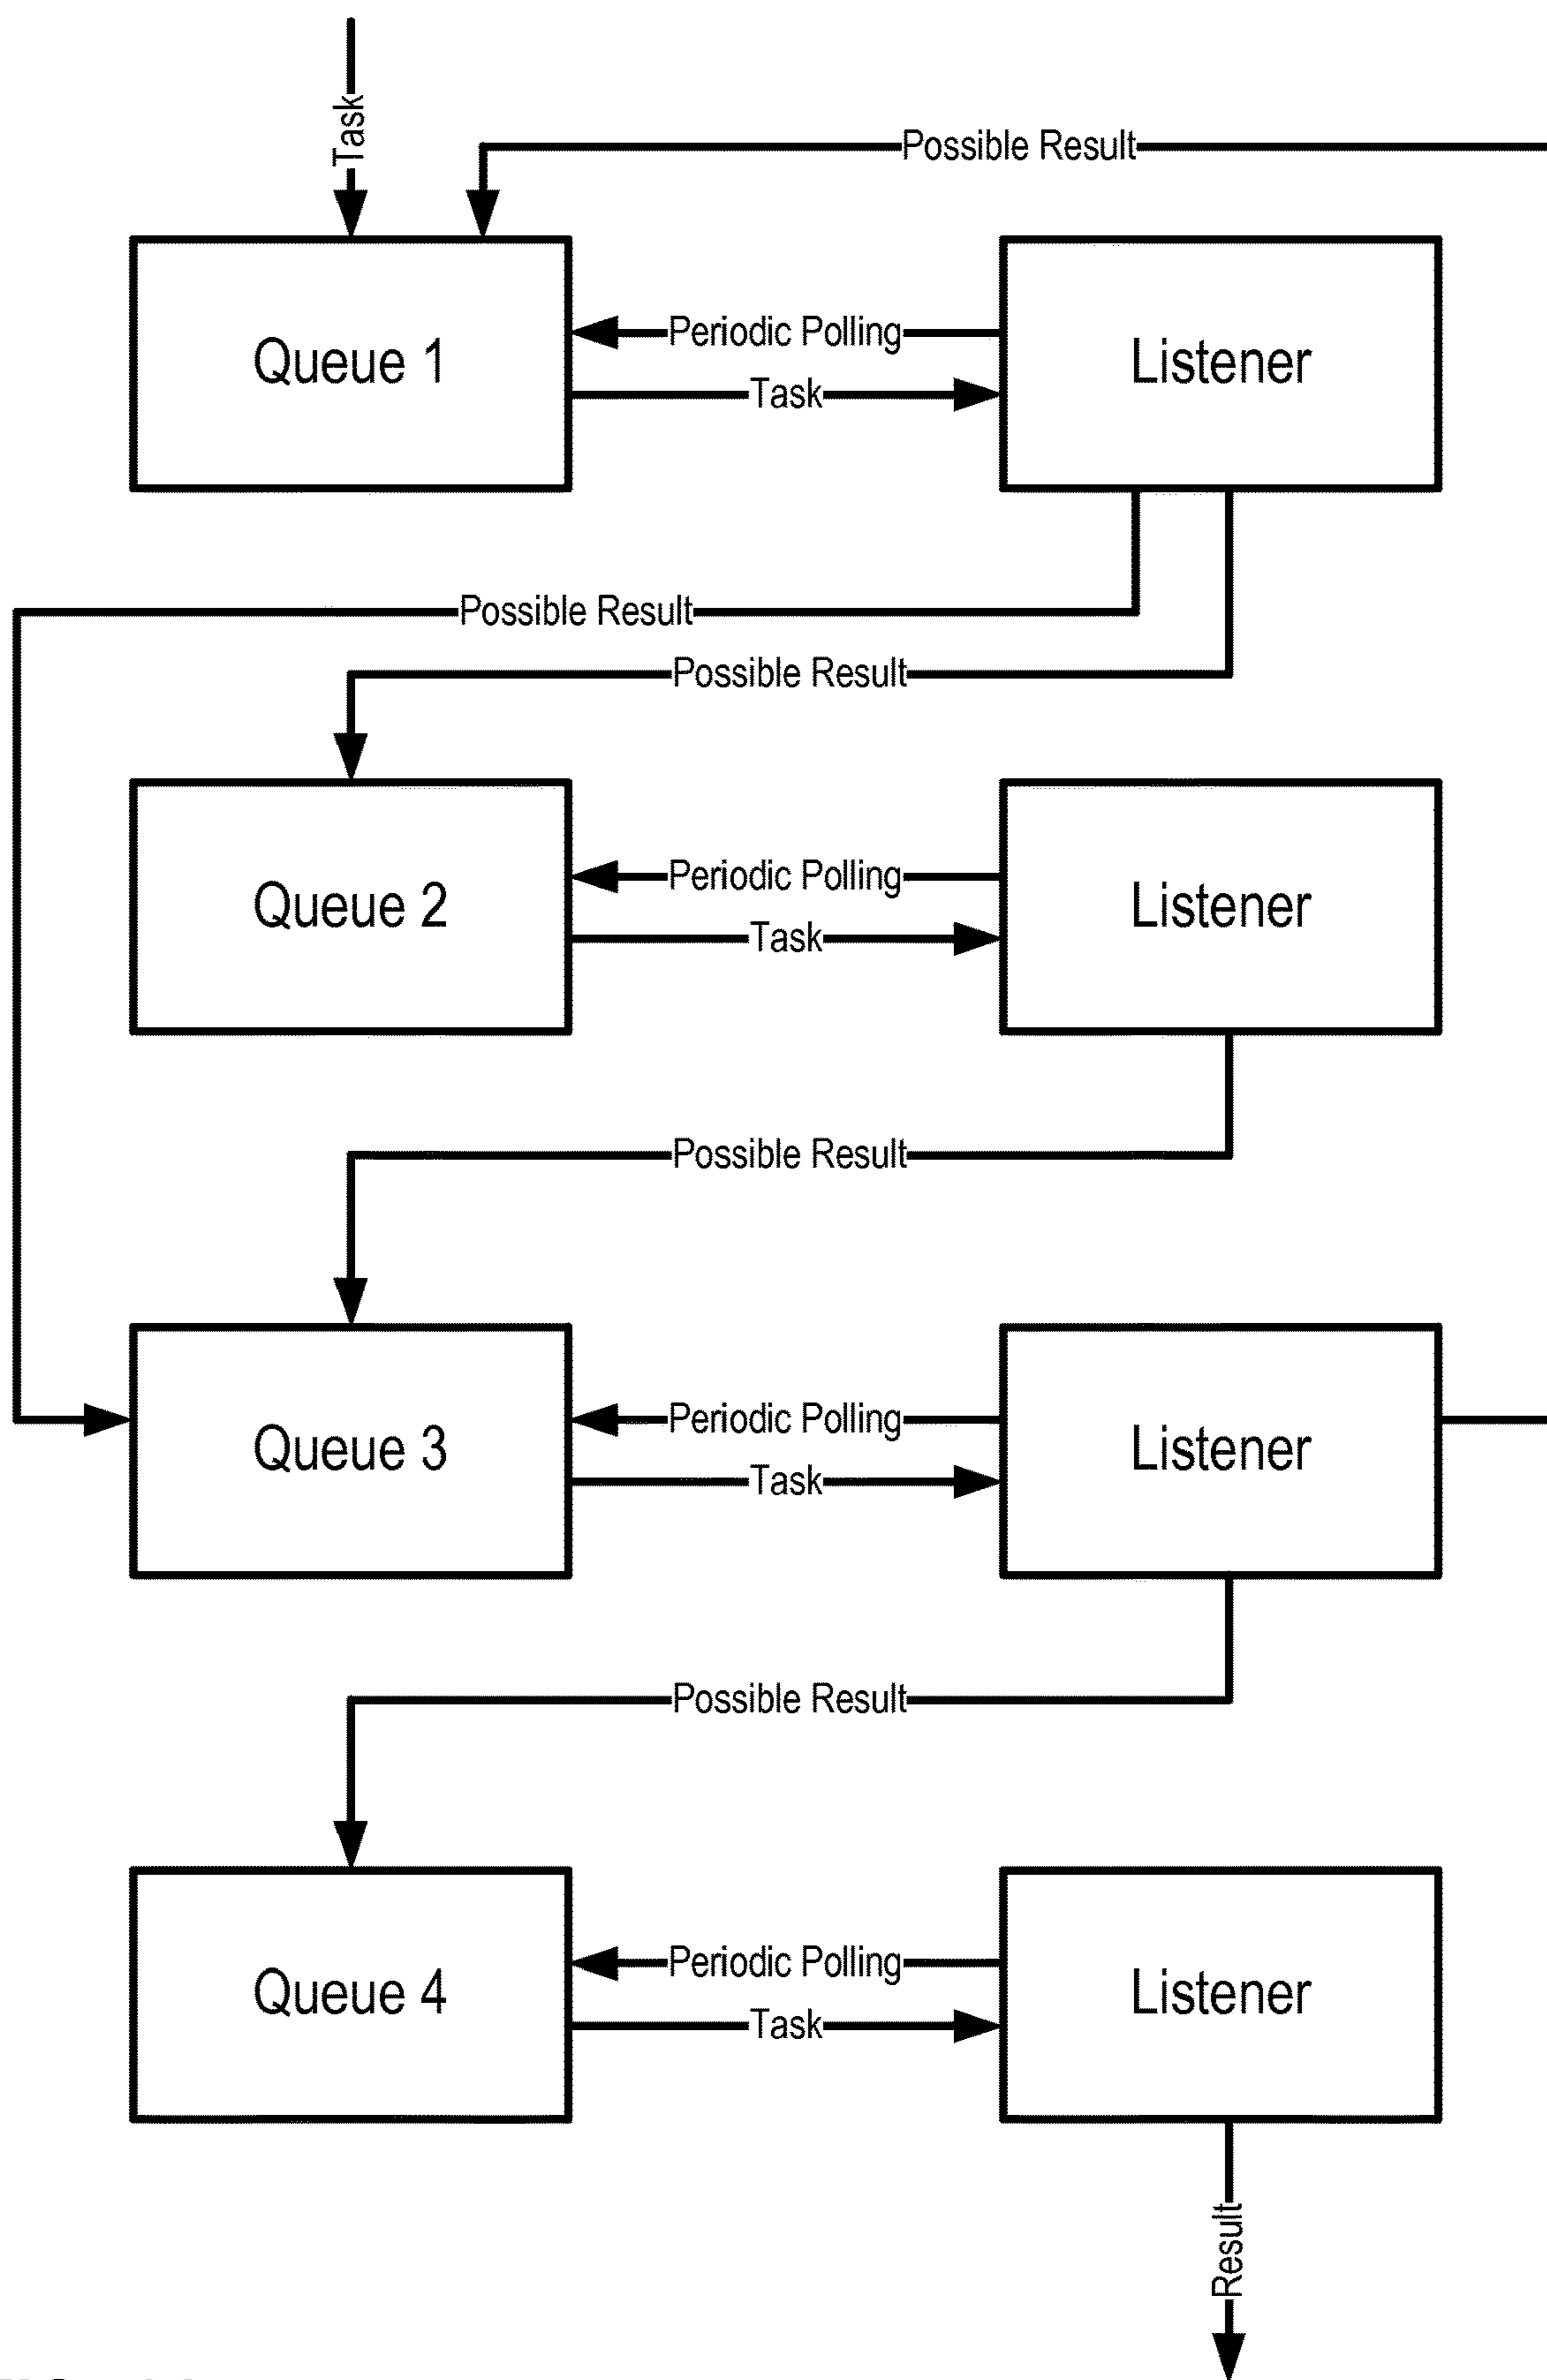 Task
Possible Result
Queue 1
Periodic Polling
Task
Listener
Possible Result
Possible Result
Queue 2
Periodic Polling
Task
Listener
Possible Result
Queue 3
Periodic Polling
Task
Listener
Possible Result
Queue 4
Periodic Polling
Task
Listener
Result